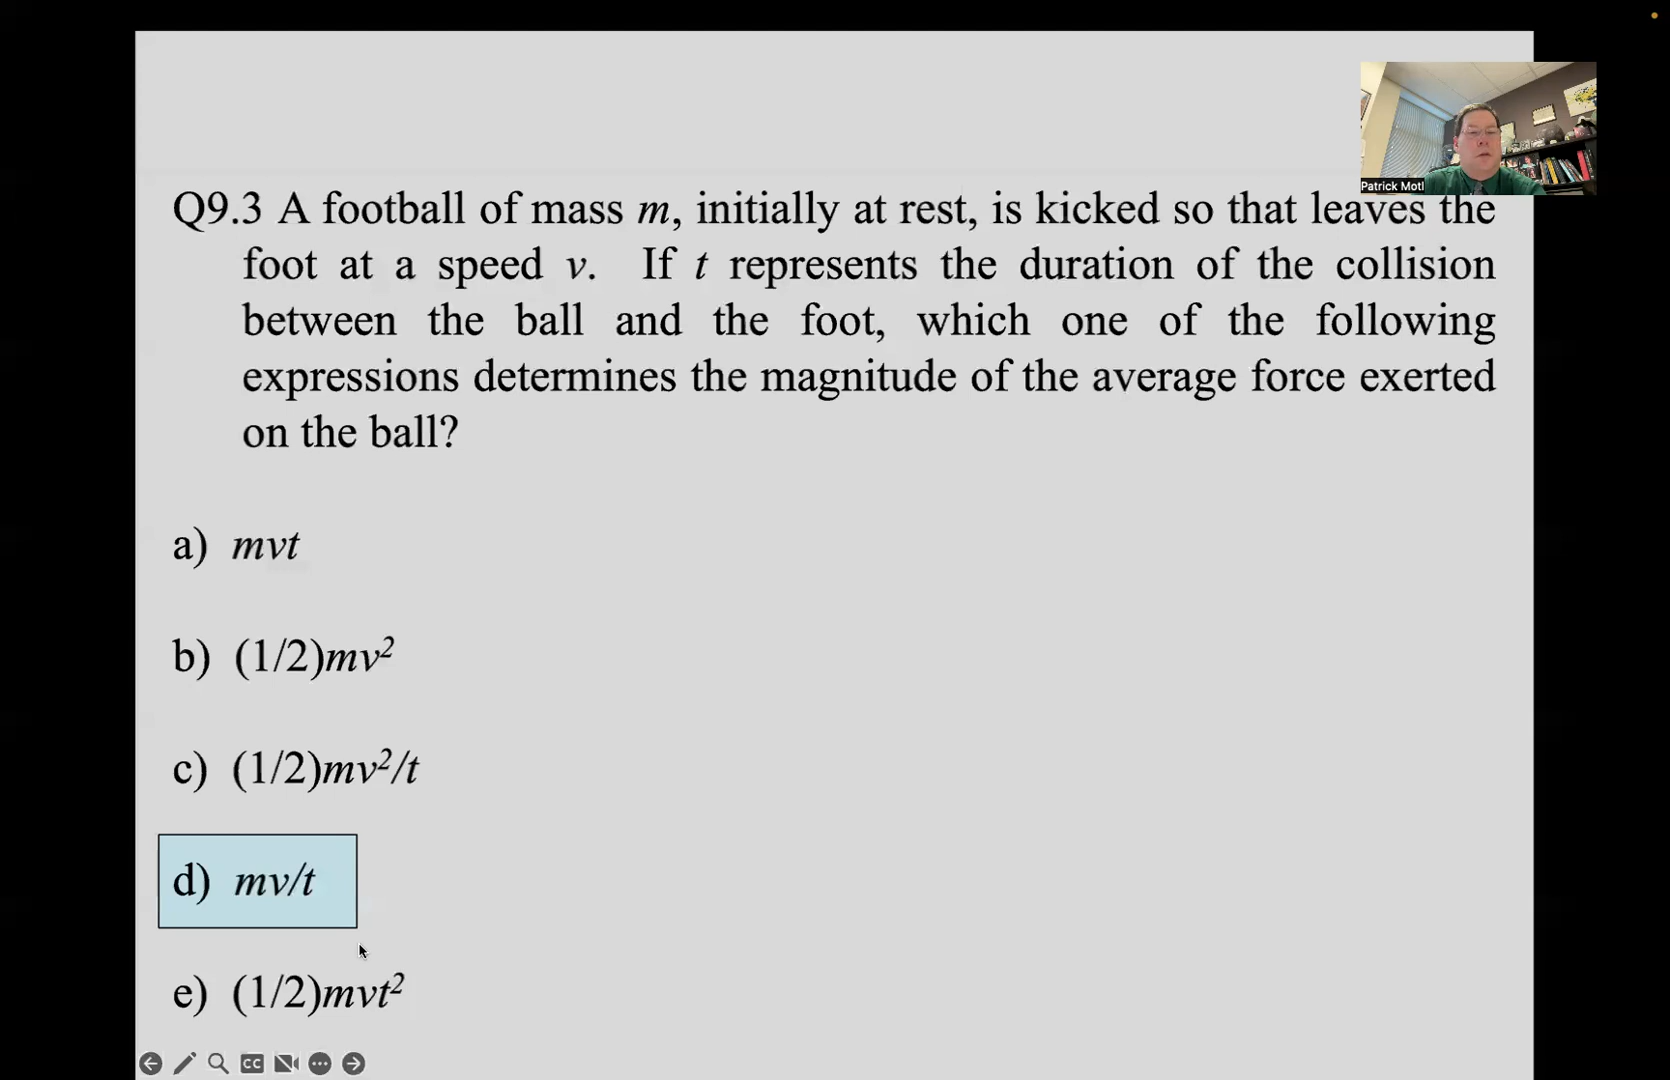 Patrick Motl
Q9.3 A football of mass m, initially at rest, is kicked so that leaves the
foot at a speed v. If t represents the duration of the collision
between the ball and the foot, which one of the following
expressions determines the magnitude of the average force exerted
on the ball?
a) mvt
b) (1/2)mv²
c) (1/2)mv²/t
d) mv/t
e) (1/2)mvt²
CC